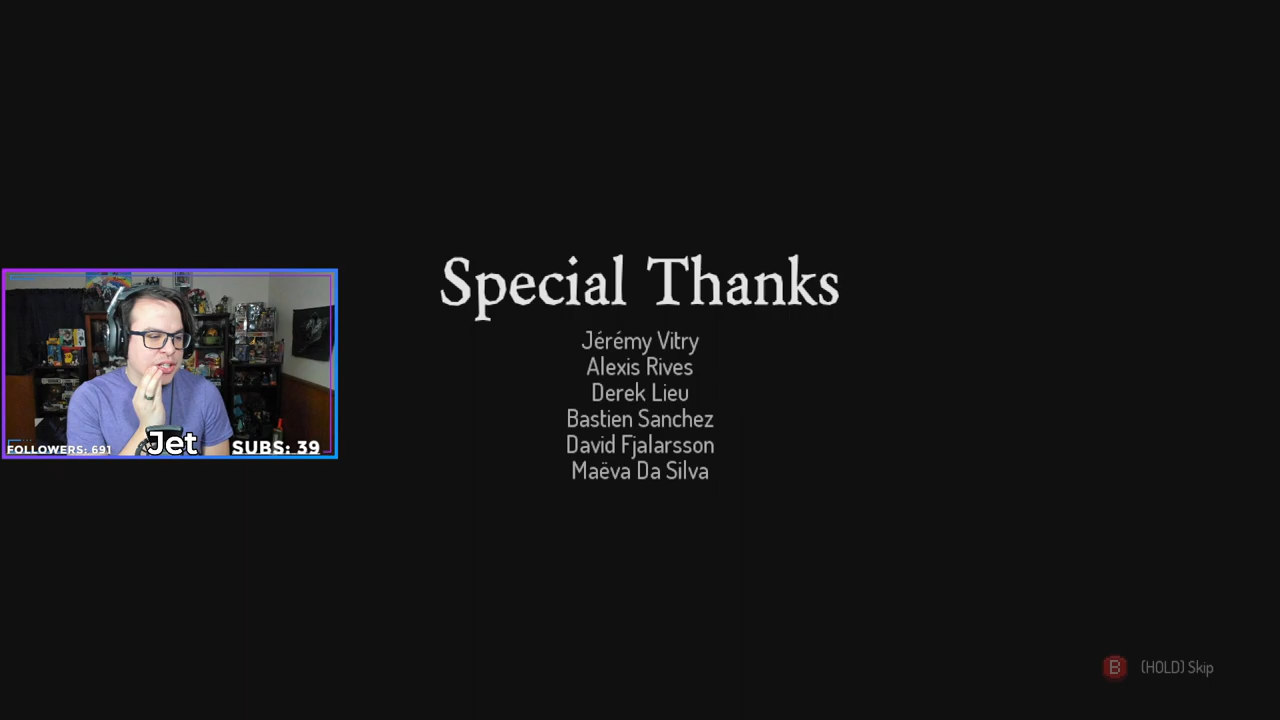 Special Thanks
Jérémy Vitry
Alexis Rives
Derek Lieu
Bastien Sanchez
David Fjalarsson
Maëva Da Silva
FOLLOWERS: 691
Jet
SUBS: 39
B (HOLD) Skip